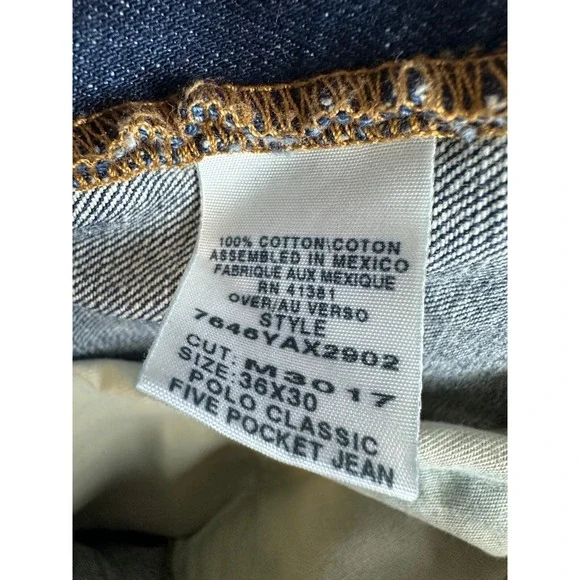 100% COTTON\COTON
ASSEMBLED IN MEXICO
FABRIQUE AUX MEXIQUE
RN 41381
OVER/AU VERSO
STYLE
7646YAX2902
CUT: M3017
SIZE: 36X30
POLO CLASSIC
FIVE POCKET JEAN